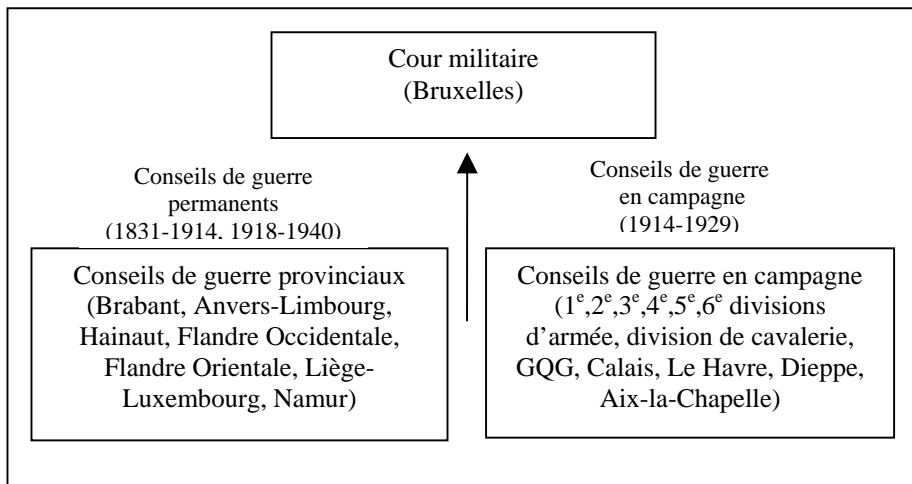 Cour militaire
(Bruxelles)
Conseils de guerre
permanents
(1831-1914, 1918-1940)
Conseils de guerre
en campagne
(1914-1929)
Conseils de guerre provinciaux
(Brabant, Anvers-Limbourg,
Hainaut, Flandre Occidentale,
Flandre Orientale, Liège-
Luxembourg, Namur)
Conseils de guerre en campagne
(1e,2e,3e,4e,5e,6e divisions
d'armée, division de cavalerie,
GQG, Calais, Le Havre, Dieppe,
Aix-la-Chapelle)